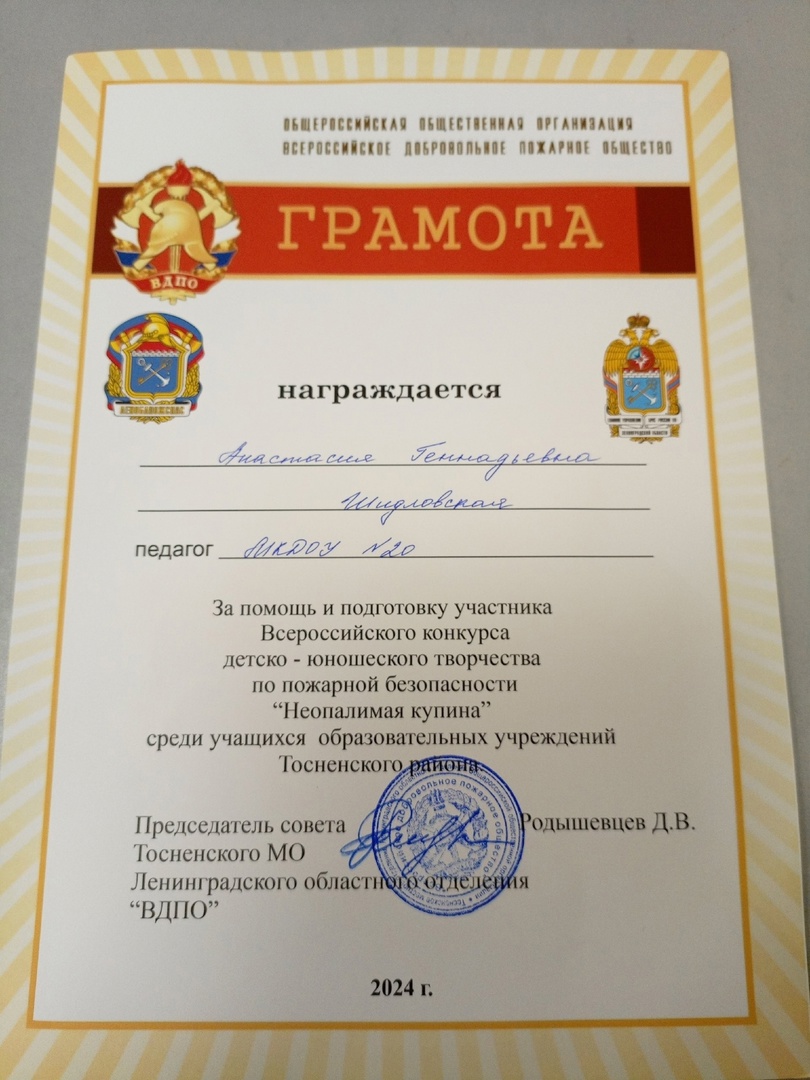 ОБЩЕРОССИЙСКАЯ ОБЩЕСТВЕННАЯ ОРГАНИЗАЦИЯ
ВСЕРОССИЙСКОЕ ДОБРОВОЛЬНОЕ ПОЖАРНОЕ ОБЩЕСТВО
ГРАМОТА
ВДПО
награждается
Анастасия Геннадьевна
Шидловская
педагог МКДОУ №20
За помощь и подготовку участника
Всероссийского конкурса
детско - юношеского творчества
по пожарной безопасности
“Неопалимая купина”
среди учащихся образовательных учреждений
Тосненского района
Председатель совета Родышевцев Д.В.
Тосненского МО
Ленинградского областного отделения
“ВДПО”
2024 г.